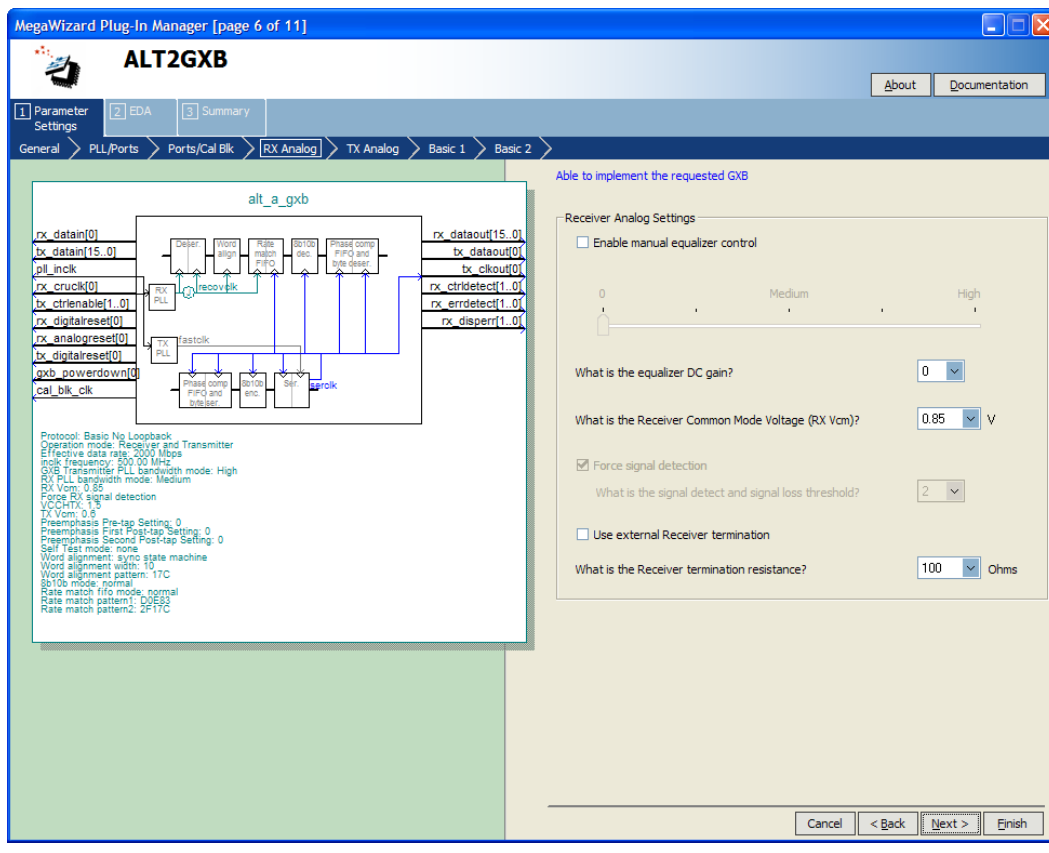 MegaWizard Plug-In Manager [page 6 of 11]
ALT2GXB
About
Documentation
1 Parameter Settings
2 EDA
3 Summary
General
PLL/Ports
Ports/Cal Blk
RX Analog
TX Analog
Basic 1
Basic 2
alt_a_gxb
rx_datain[0]
tx_datain[15..0]
pll_inclk
rx_cruclk[0]
tx_ctrlenable[1..0]
rx_digitalreset[0]
rx_analogreset[0]
tx_digitalreset[0]
gxb_powerdown[0]
cal_blk_clk
Deser.
Word align
Rate match FIFO
8b10b dec.
Phase comp FIFO and byte deser.
RX PLL
recovclk
TX PLL
fastclk
Phase comp FIFO and byte ser.
8b10b enc.
Ser.
serclk
rx_dataout[15..0]
tx_dataout[0]
tx_clkout[0]
rx_ctrldetect[1..0]
rx_errdetect[1..0]
rx_disperr[1..0]
Protocol: Basic No Loopback
Operation mode: Receiver and Transmitter
Effective data rate: 2000 Mbps
inclk frequency: 500.00 MHz
GXB Transmitter PLL bandwidth mode: High
RX PLL bandwidth mode: Medium
RX Vcm: 0.85
Force RX signal detection
VCCHTX: 1.5
TX Vcm: 0.6
Preemphasis Pre-tap Setting: 0
Preemphasis First Post-tap Setting: 0
Preemphasis Second Post-tap Setting: 0
Self Test mode: none
Word alignment: sync state machine
Word alignment width: 10
Word alignment pattern: 17C
8b10b mode: normal
Rate match fifo mode: normal
Rate match pattern1: D0E83
Rate match pattern2: 2F17C
Able to implement the requested GXB
Receiver Analog Settings
Enable manual equalizer control
0 Medium High
What is the equalizer DC gain? 0
What is the Receiver Common Mode Voltage (RX Vcm)? 0.85 V
Force signal detection
What is the signal detect and signal loss threshold? 2
Use external Receiver termination
What is the Receiver termination resistance? 100 Ohms
Cancel
< Back
Next >
Finish